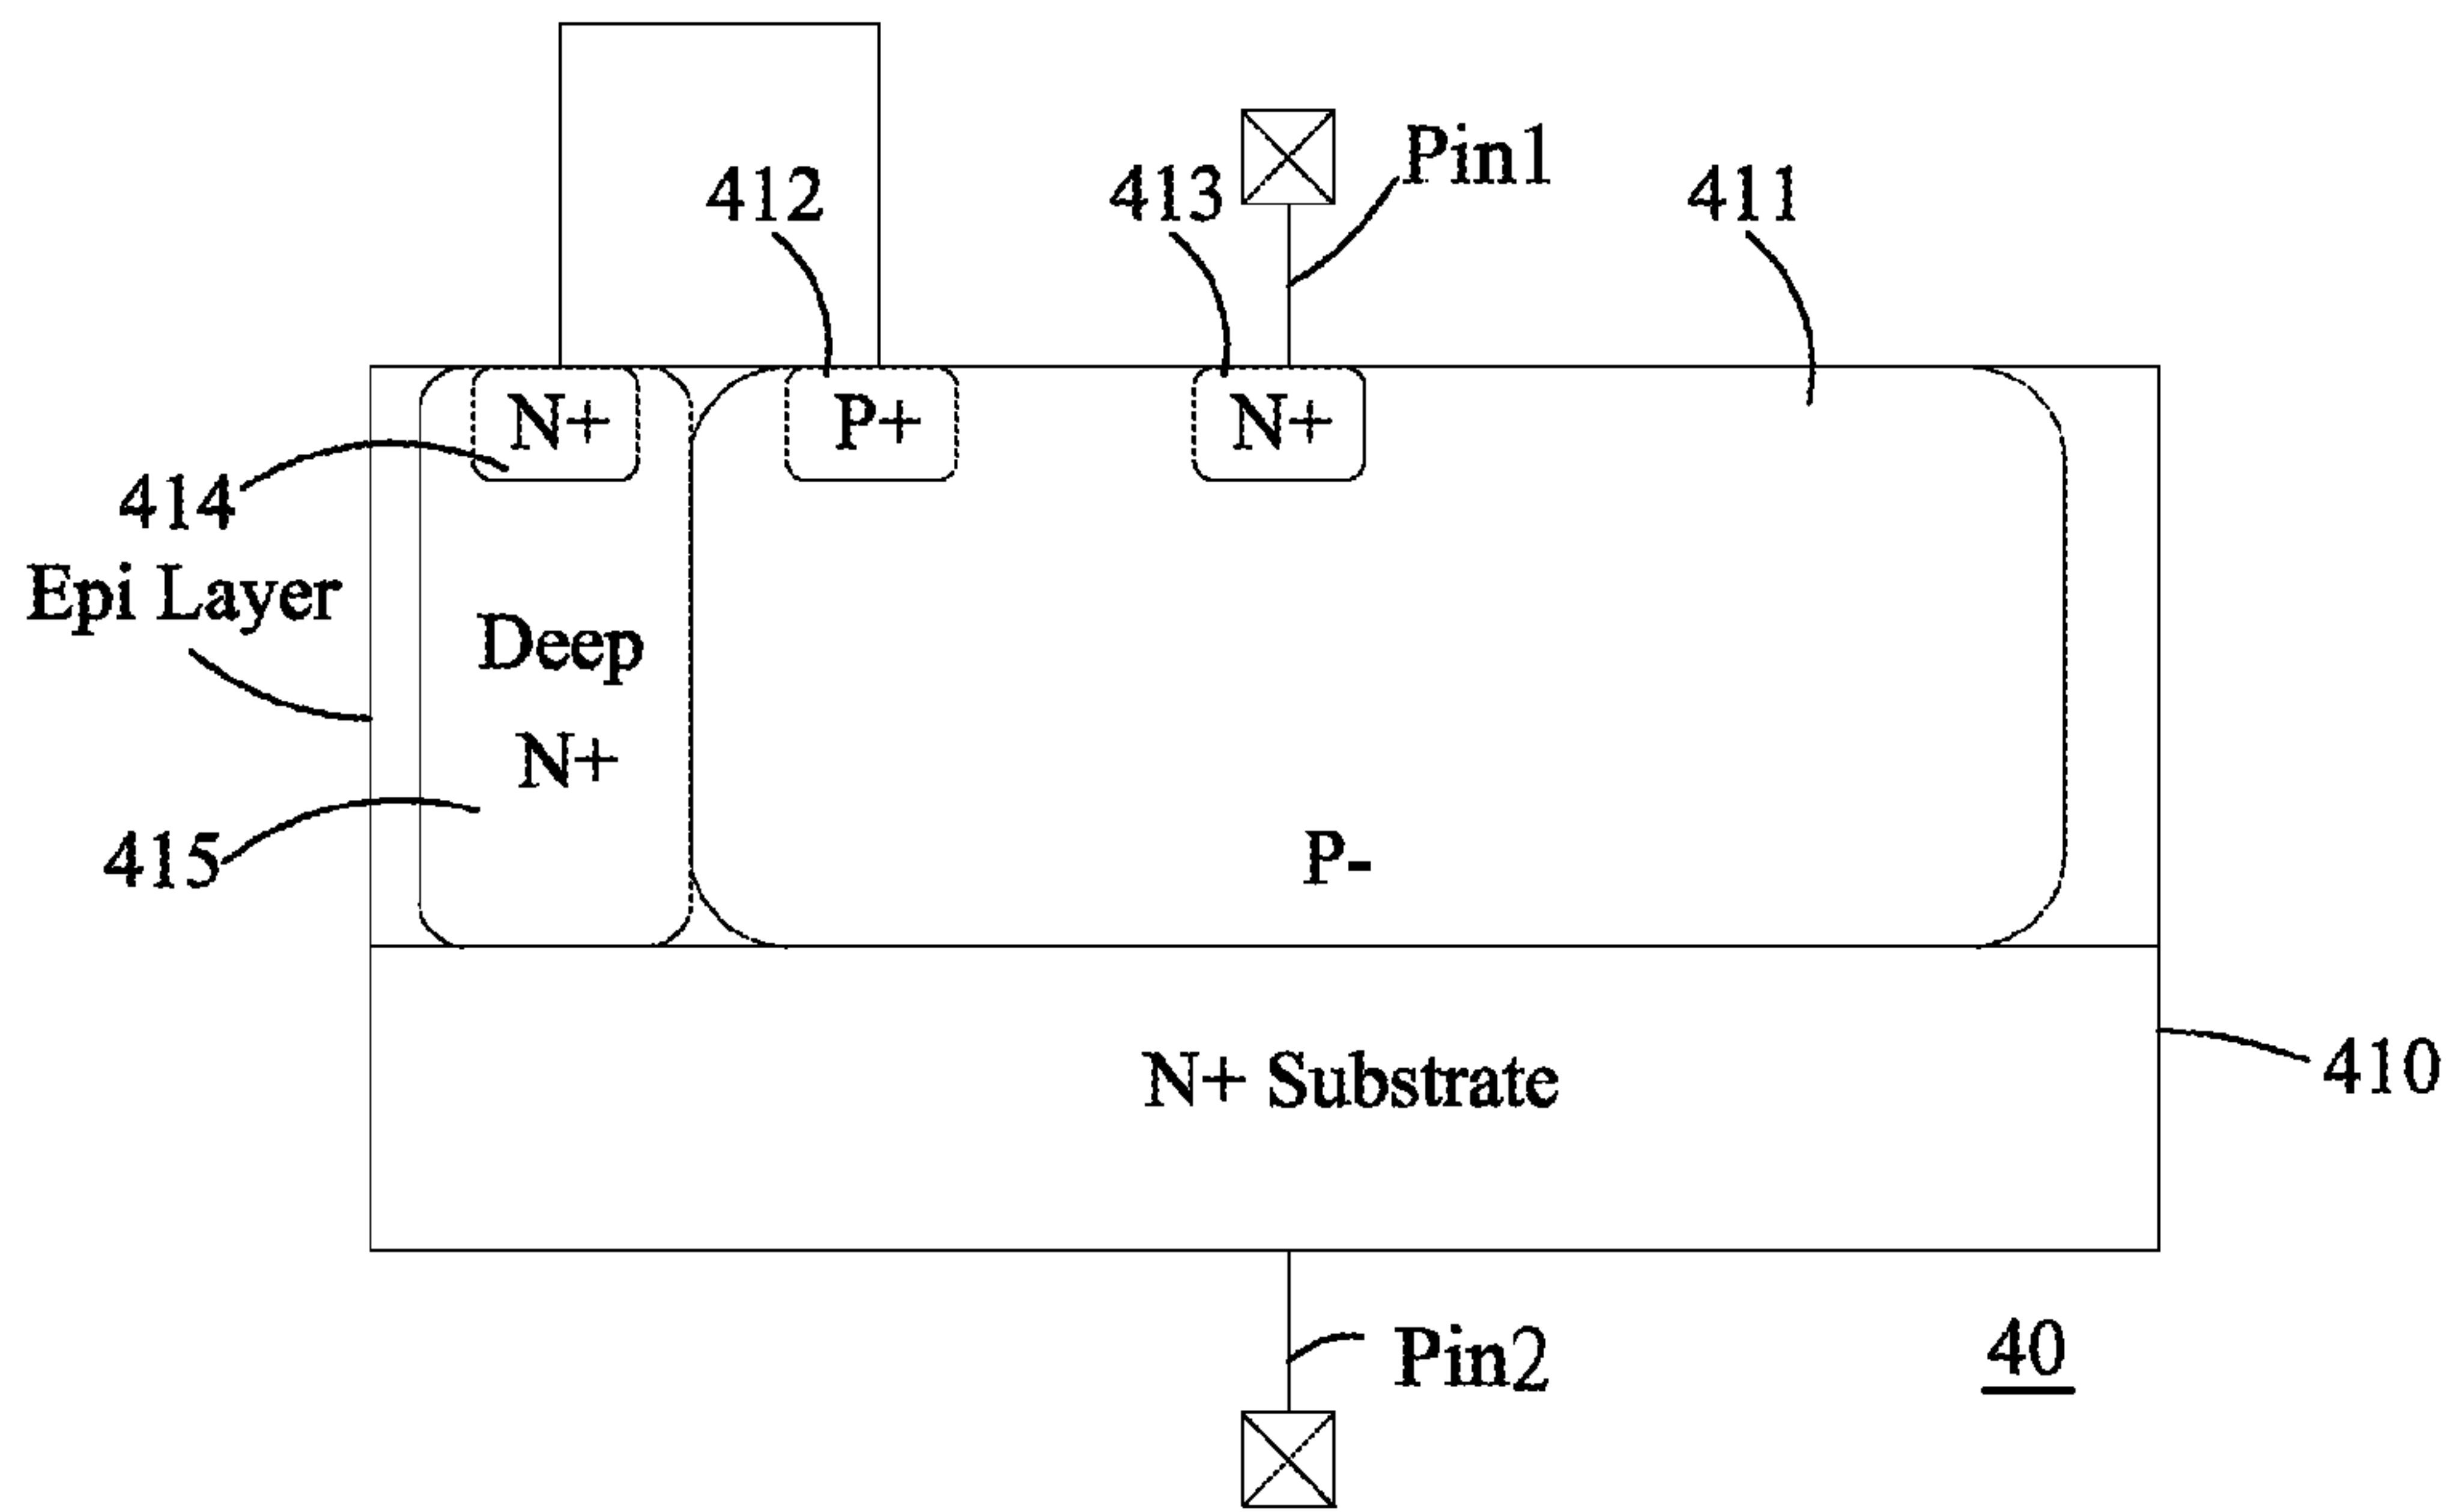 Pin1
412
413
411
N+
P+
N+
414
Epi Layer
Deep
N+
415
P-
N+ Substrate
410
Pin2
40